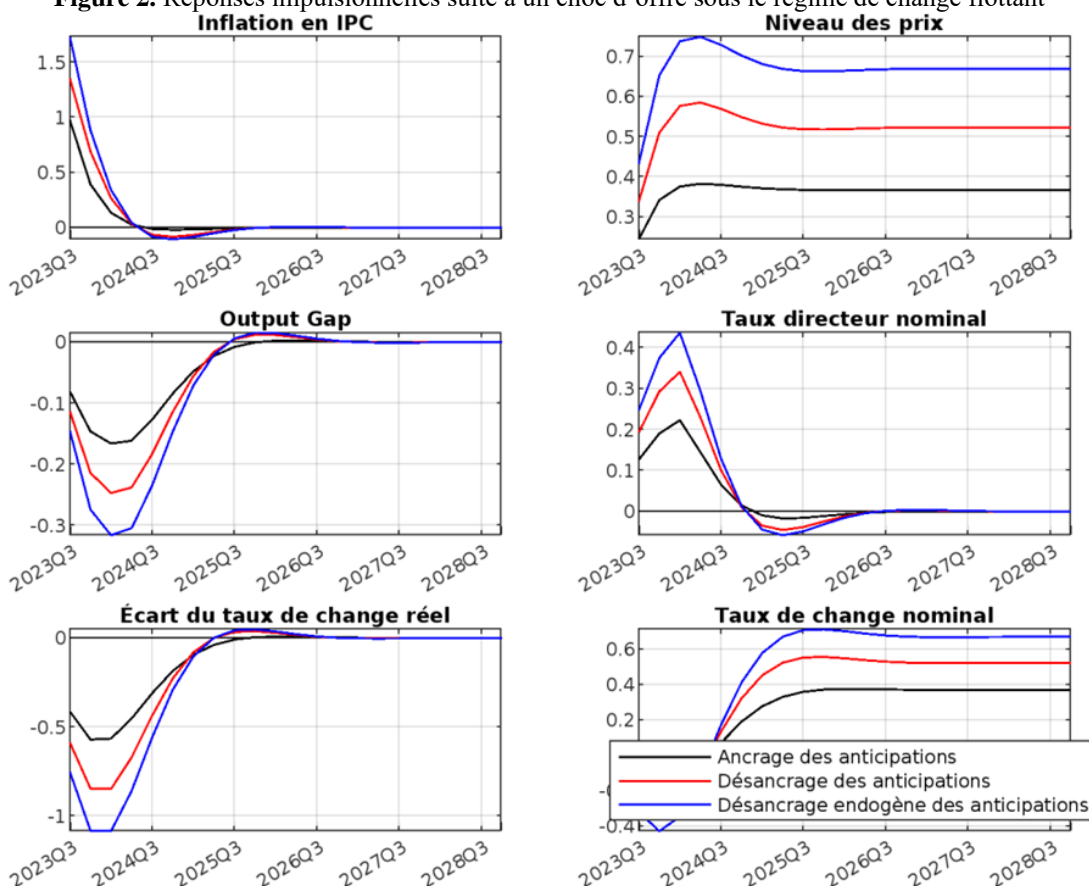 Figure 2. Réponses impulsionnelles suite à un choc d'offre sous le régime de change flottant
Inflation en IPC
1.5
1
0.5
0
2023Q3 2024Q3 2025Q3 2026Q3 2027Q3 2028Q3
Niveau des prix
0.7
0.6
0.5
0.4
0.3
2023Q3 2024Q3 2025Q3 2026Q3 2027Q3 2028Q3
Output Gap
0
-0.1
-0.2
-0.3
2023Q3 2024Q3 2025Q3 2026Q3 2027Q3 2028Q3
Taux directeur nominal
0.4
0.3
0.2
0.1
0
2023Q3 2024Q3 2025Q3 2026Q3 2027Q3 2028Q3
Écart du taux de change réel
0
-0.5
-1
2023Q3 2024Q3 2025Q3 2026Q3 2027Q3 2028Q3
Taux de change nominal
0.6
0.4
0.2
Ancrage des anticipations
Désancrage des anticipations
Désancrage endogène des anticipations
-0.4
2023Q3 2024Q3 2025Q3 2026Q3 2027Q3 2028Q3